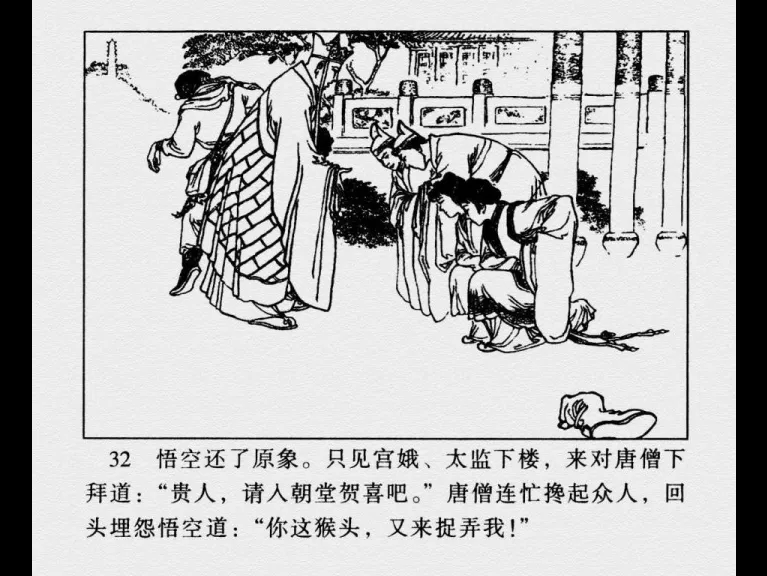 32 悟空还了原象。只见宫娥、太监下楼，来对唐僧下
拜道：“贵人，请入朝堂贺喜吧。”唐僧连忙搀起众人，回
头埋怨悟空道：“你这猴头，又来捉弄我！”